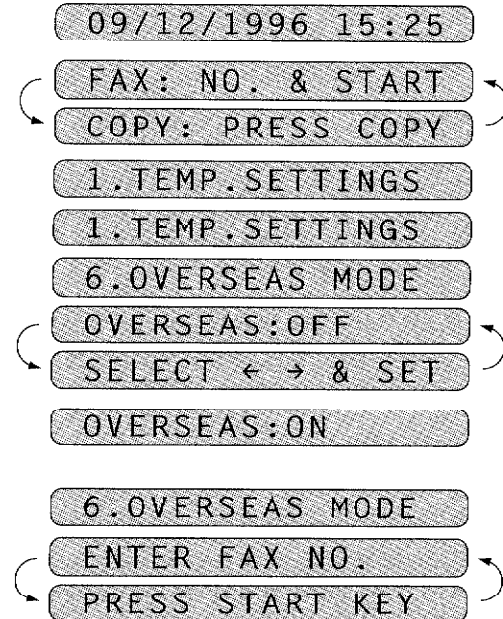 09/12/1996 15:25
FAX: NO. & START
COPY: PRESS COPY
1.TEMP.SETTINGS
1.TEMP.SETTINGS
6.OVERSEAS MODE
OVERSEAS:OFF
SELECT ← → & SET
OVERSEAS:ON
6.OVERSEAS MODE
ENTER FAX NO.
PRESS START KEY